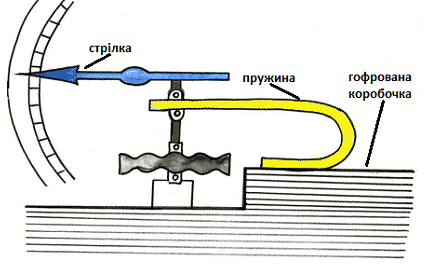 стрілка
пружина
гофрована
коробочка